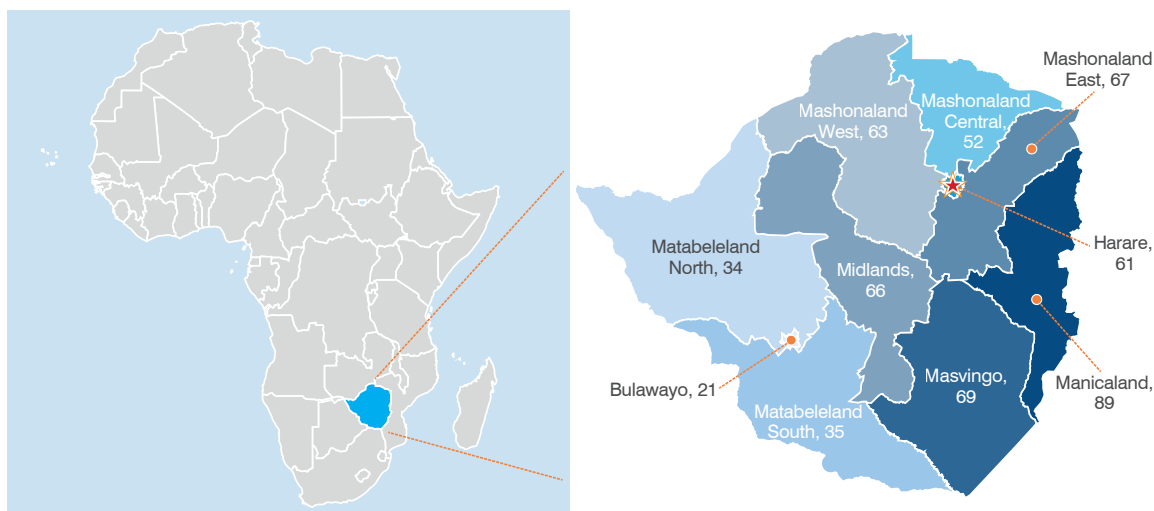 Mashonaland
East, 67
Mashonaland
Central,
52
Mashonaland
West, 63
Harare,
61
Matabeleland
North, 34
Midlands,
66
Masvingo,
69
Manicaland,
89
Bulawayo, 21
Matabeleland
South, 35